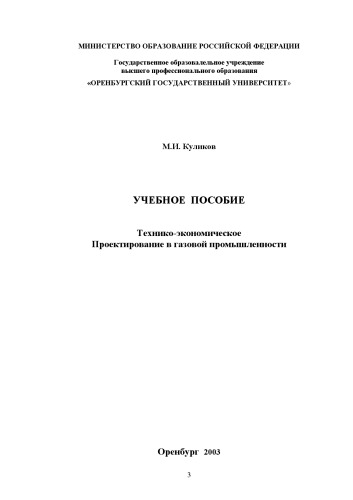 МИНИСТЕРСТВО ОБРАЗОВАНИЕ РОССИЙСКОЙ ФЕДЕРАЦИИ
Государственное образовалельное учреждение
высшего профессионального образования
«ОРЕНБУРГСКИЙ ГОСУДАРСТВЕННЫЙ УНИВЕРСИТЕТ»
М.И. Куликов
УЧЕБНОЕ ПОСОБИЕ
Технико-экономическое
Проектирование в газовой промышленности
Оренбург 2003
3